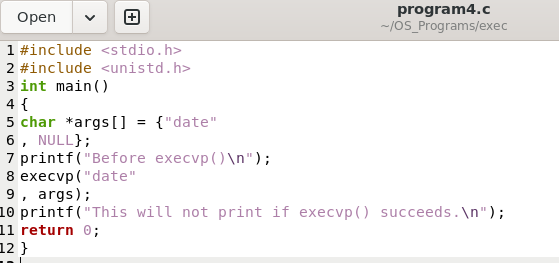 Open
program4.c
~/OS_Programs/exec
1 #include <stdio.h>
2 #include <unistd.h>
3 int main()
4 {
5 char *args[] = {"date"
6 , NULL};
7 printf("Before execvp()\n");
8 execvp("date"
9 , args);
10 printf("This will not print if execvp() succeeds.\n");
11 return 0;
12 }